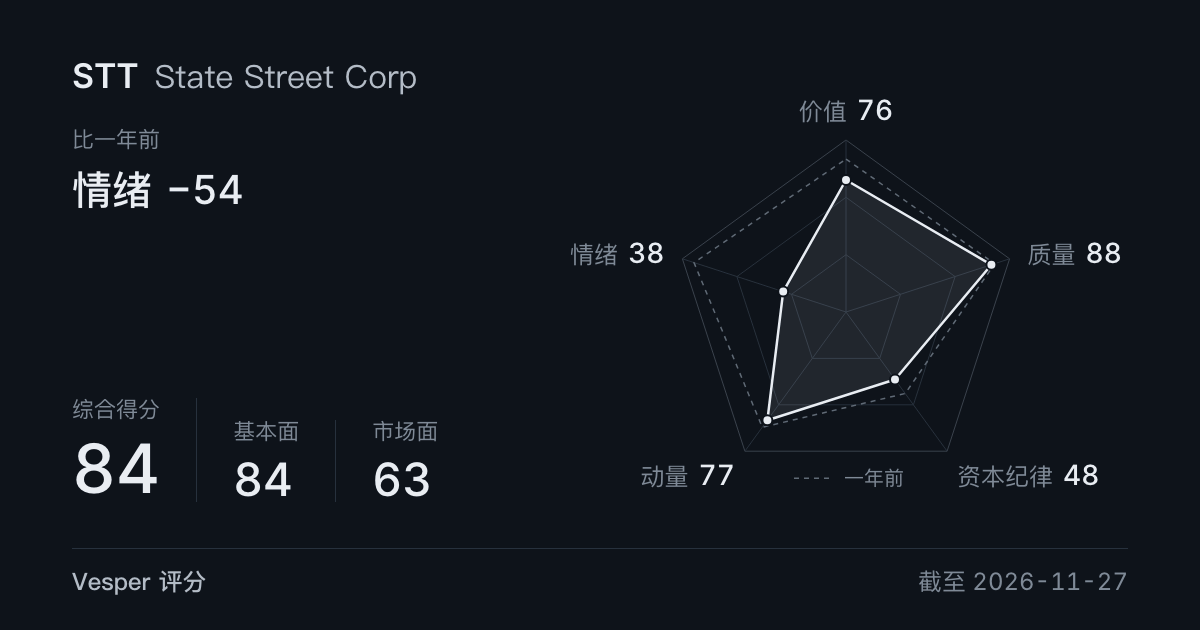 STT State Street Corp
比一年前
情绪 −54
价值 76
情绪 38
质量 88
动量 77
一年前
资本纪律 48
综合得分
84
基本面
84
市场面
63
Vesper 评分
截至 2026-11-27